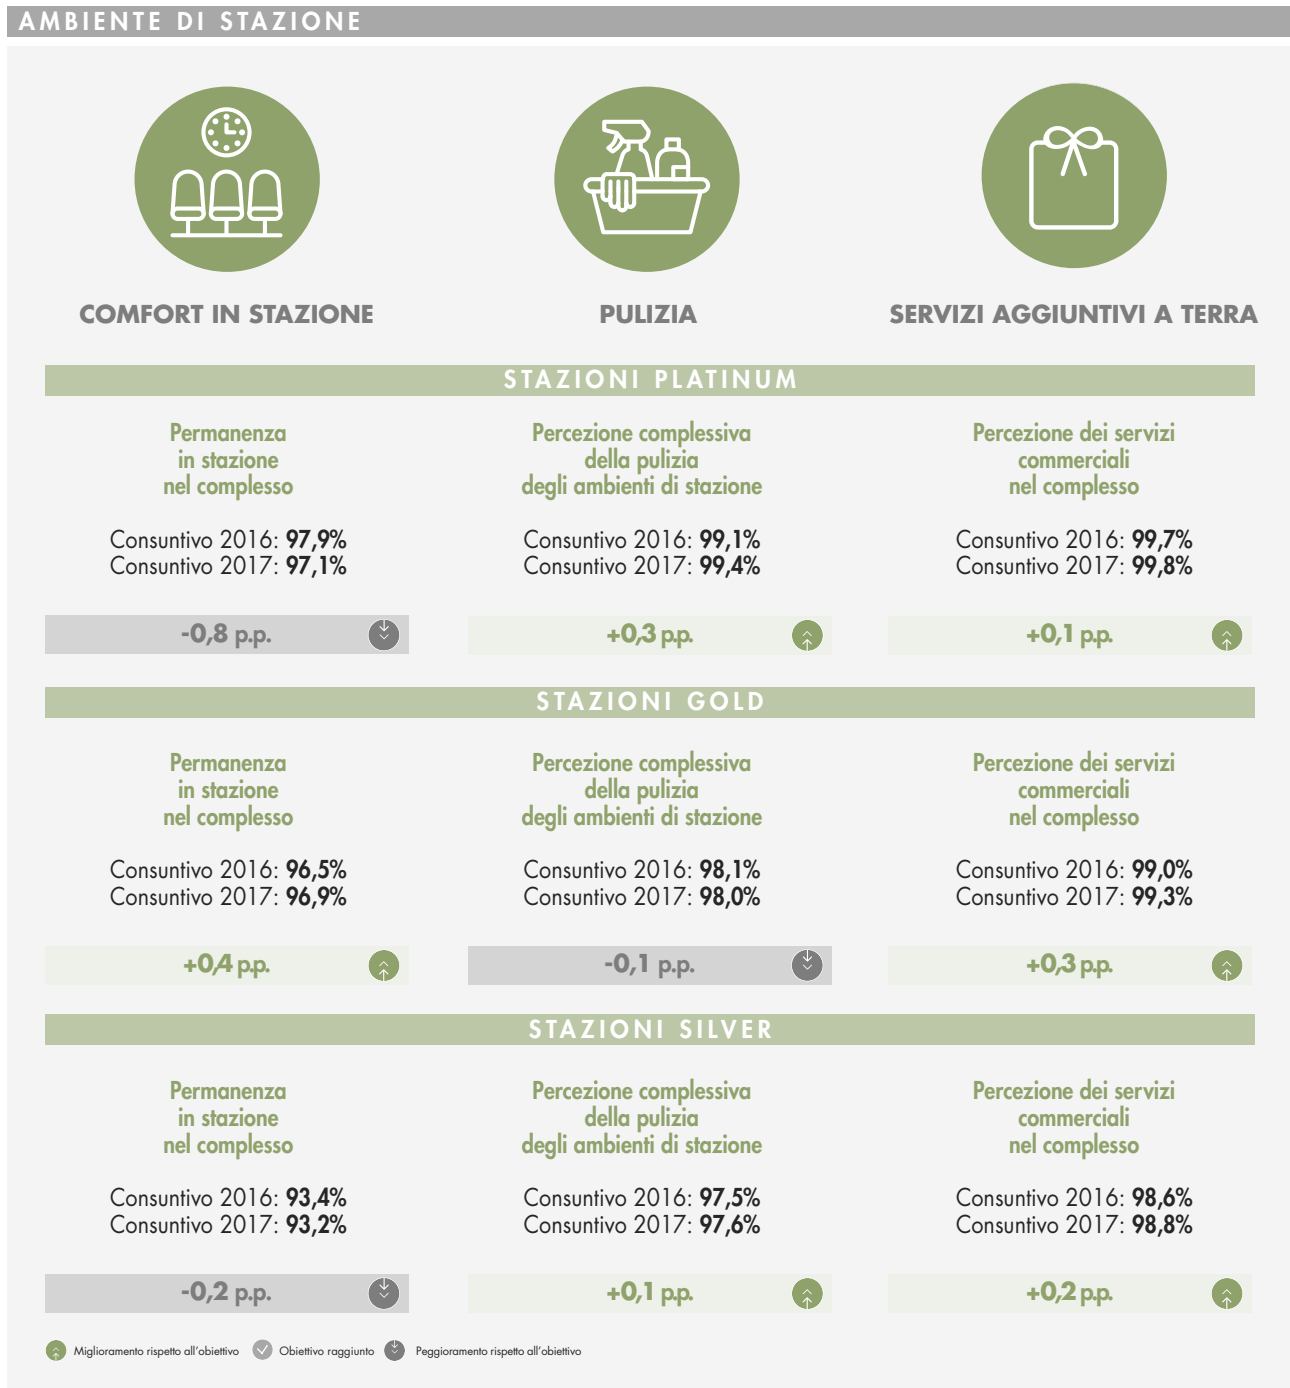 AMBIENTE DI STAZIONE
COMFORT IN STAZIONE
PULIZIA
SERVIZI AGGIUNTIVI A TERRA
STAZIONI PLATINUM
Permanenza
in stazione
nel complesso
Consuntivo 2016: 97,9%
Consuntivo 2017: 97,1%
-0,8 p.p.
Percezione complessiva
della pulizia
degli ambienti di stazione
Consuntivo 2016: 99,1%
Consuntivo 2017: 99,4%
+0,3 p.p.
Percezione dei servizi
commerciali
nel complesso
Consuntivo 2016: 99,7%
Consuntivo 2017: 99,8%
+0,1 p.p.
STAZIONI GOLD
Permanenza
in stazione
nel complesso
Consuntivo 2016: 96,5%
Consuntivo 2017: 96,9%
+0,4 p.p.
Percezione complessiva
della pulizia
degli ambienti di stazione
Consuntivo 2016: 98,1%
Consuntivo 2017: 98,0%
-0,1 p.p.
Percezione dei servizi
commerciali
nel complesso
Consuntivo 2016: 99,0%
Consuntivo 2017: 99,3%
+0,3 p.p.
STAZIONI SILVER
Permanenza
in stazione
nel complesso
Consuntivo 2016: 93,4%
Consuntivo 2017: 93,2%
-0,2 p.p.
Percezione complessiva
della pulizia
degli ambienti di stazione
Consuntivo 2016: 97,5%
Consuntivo 2017: 97,6%
+0,1 p.p.
Percezione dei servizi
commerciali
nel complesso
Consuntivo 2016: 98,6%
Consuntivo 2017: 98,8%
+0,2 p.p.
Miglioramento rispetto all'obiettivo
Obiettivo raggiunto
Peggioramento rispetto all'obiettivo